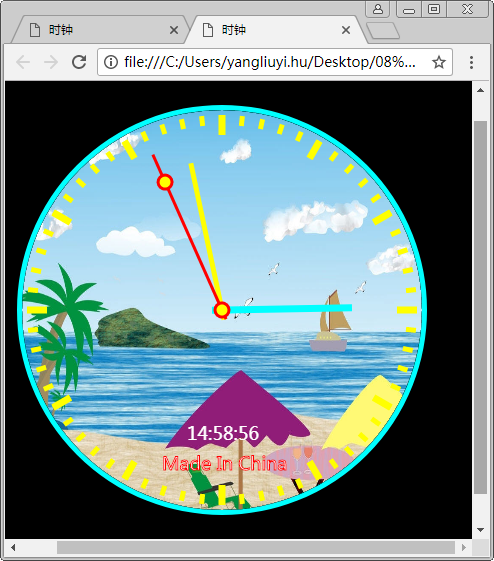 时钟
时钟
file:///C:/Users/yangliuyi.hu/Desktop/08%...
14:58:56
Made In China